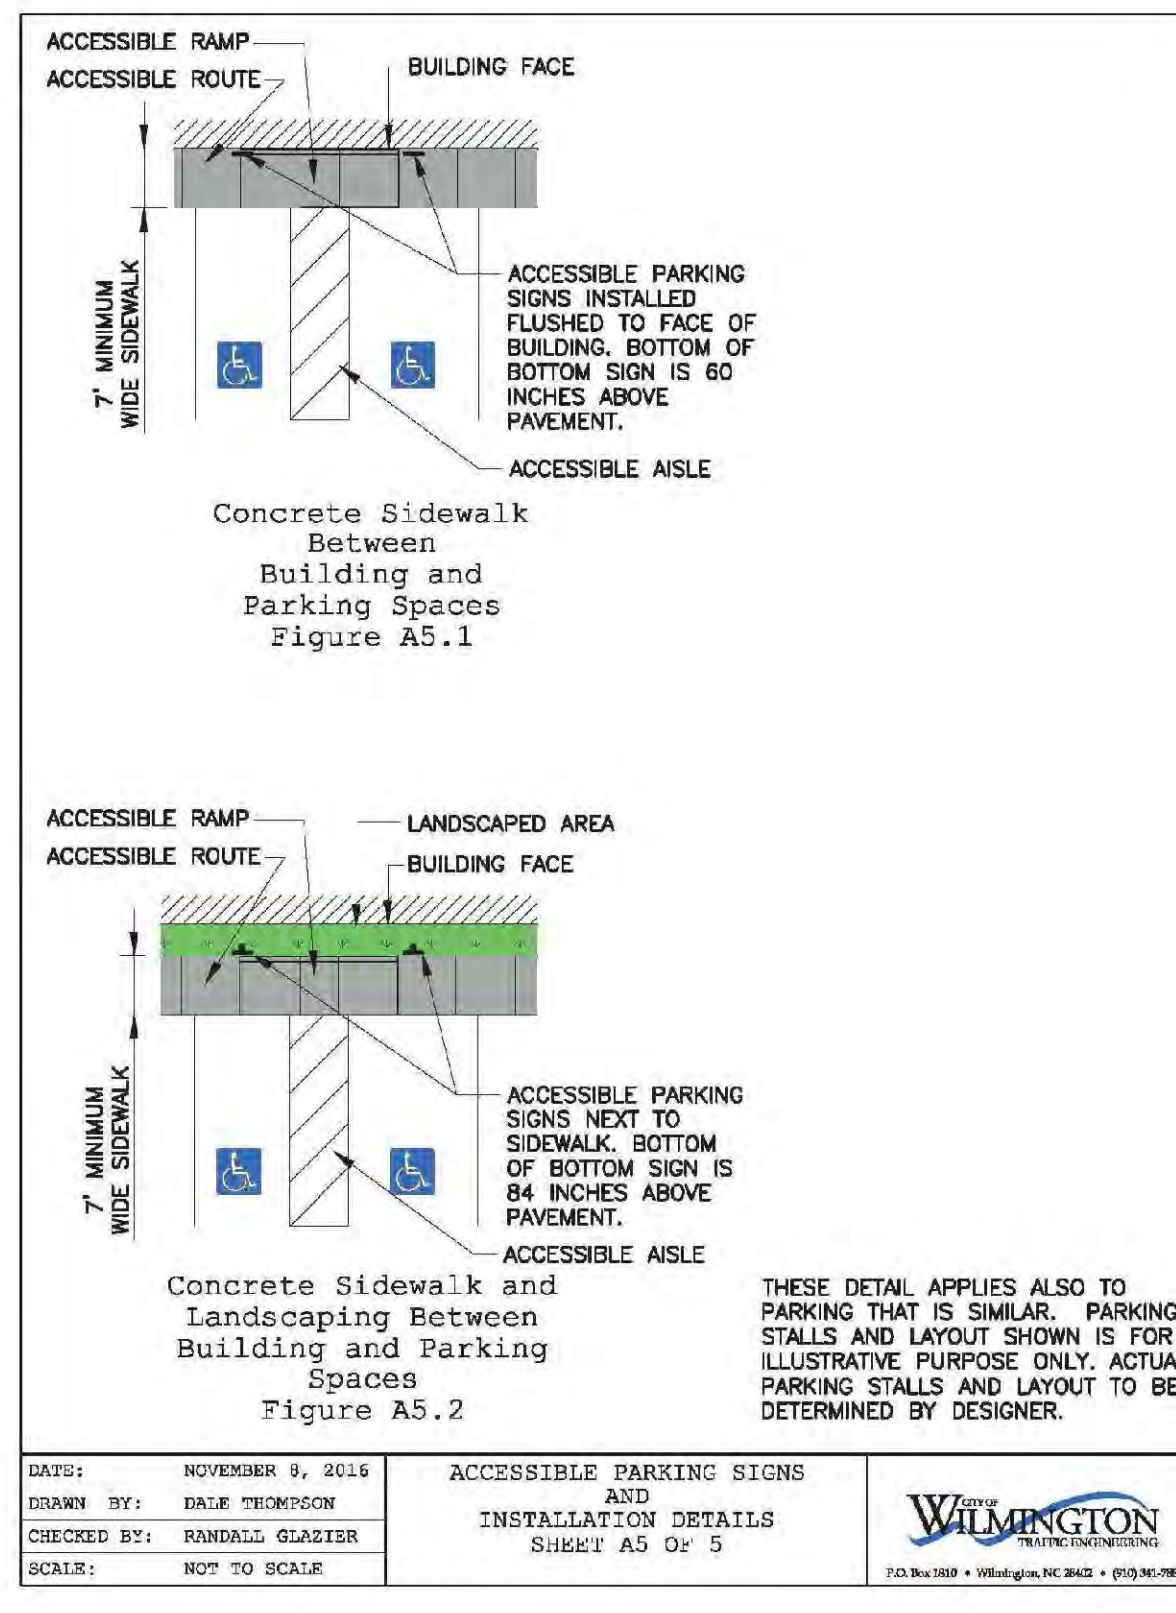 ACCESSIBLE RAMP
ACCESSIBLE ROUTE
BUILDING FACE
7' MINIMUM
WIDE SIDEWALK
ACCESSIBLE PARKING
SIGNS INSTALLED
FLUSHED TO FACE OF
BUILDING. BOTTOM OF
BOTTOM SIGN IS 60
INCHES ABOVE
PAVEMENT.
ACCESSIBLE AISLE
Concrete Sidewalk
Between
Building and
Parking Spaces
Figure A5.1
ACCESSIBLE RAMP
ACCESSIBLE ROUTE
LANDSCAPED AREA
BUILDING FACE
7' MINIMUM
WIDE SIDEWALK
ACCESSIBLE PARKING
SIGNS NEXT TO
SIDEWALK. BOTTOM
OF BOTTOM SIGN IS
84 INCHES ABOVE
PAVEMENT.
ACCESSIBLE AISLE
Concrete Sidewalk and
Landscaping Between
Building and Parking
Spaces
Figure A5.2
THESE DETAIL APPLIES ALSO TO
PARKING THAT IS SIMILAR. PARKING
STALLS AND LAYOUT SHOWN IS FOR
ILLUSTRATIVE PURPOSE ONLY. ACTUA
PARKING STALLS AND LAYOUT TO BE
DETERMINED BY DESIGNER.
DATE: NOVEMBER 8, 2016
DRAWN BY: DALE THOMPSON
CHECKED BY: RANDALL GLAZIER
SCALE: NOT TO SCALE
ACCESSIBLE PARKING SIGNS
AND
INSTALLATION DETAILS
SHEET A5 OF 5
CITY OF
WILMINGTON
TRAFFIC ENGINEERING
P.O. Box 1810 • Wilmington, NC 28402 • (910) 341-788